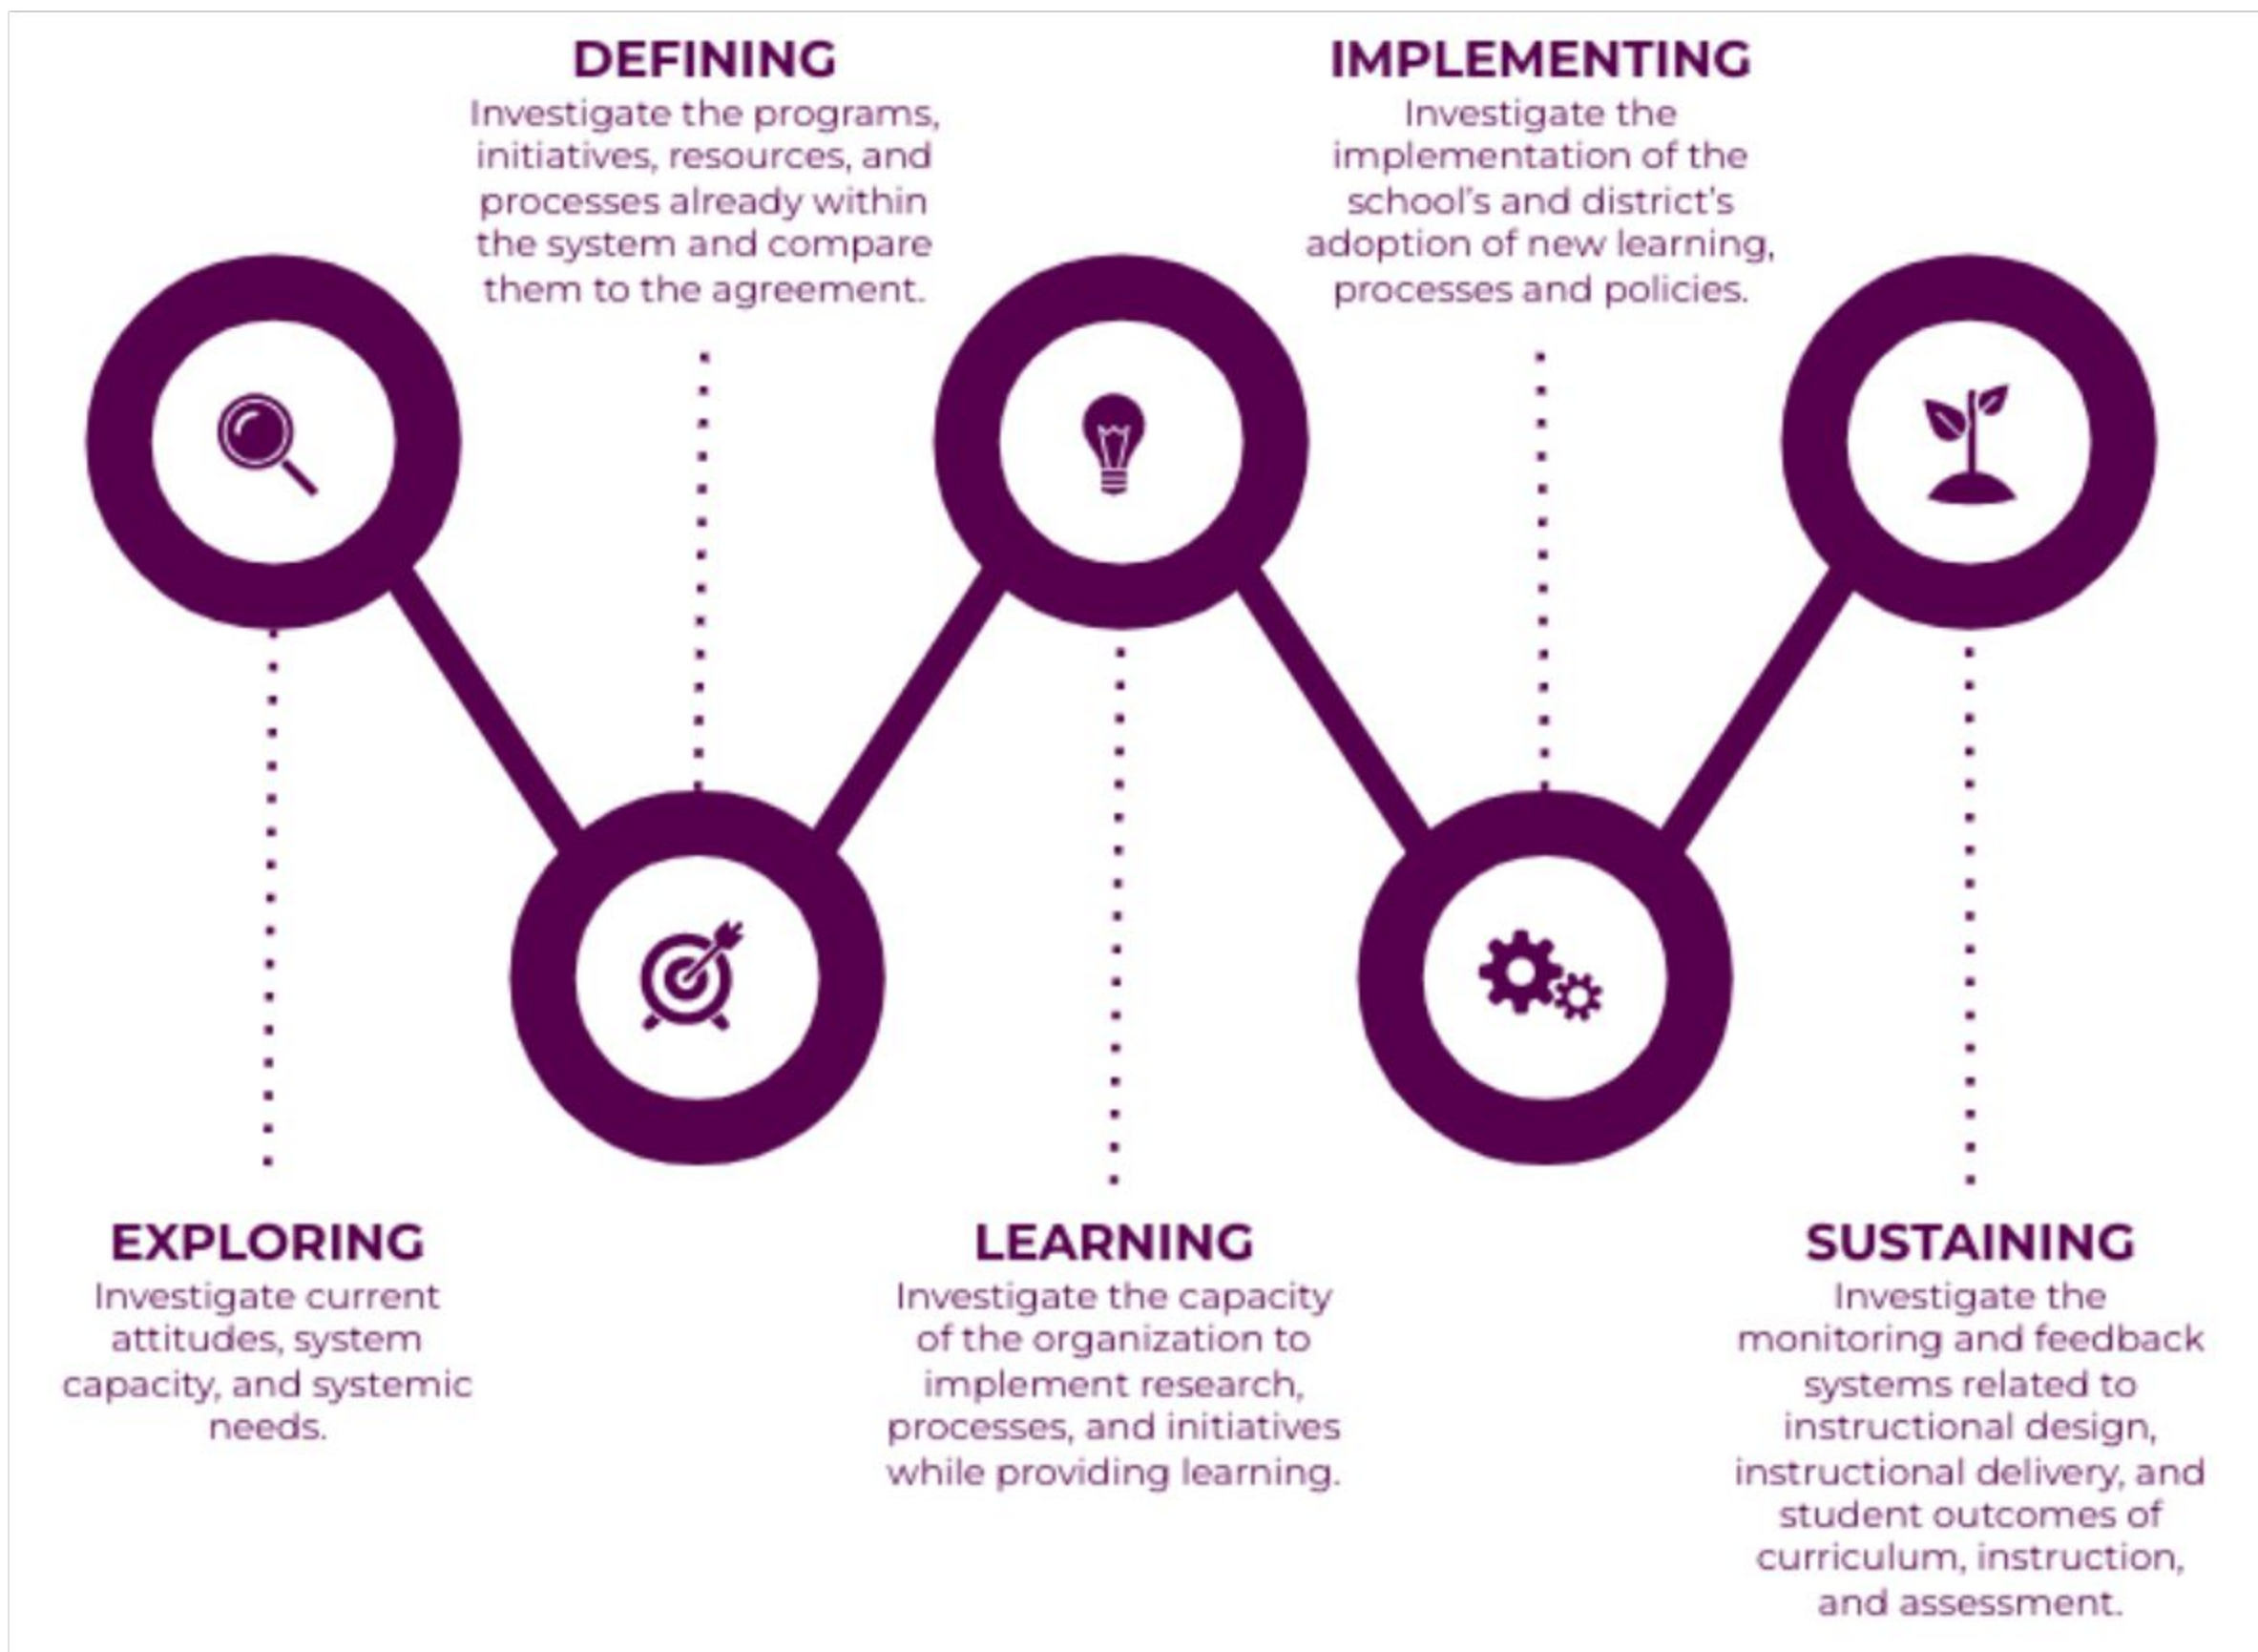 DEFINING
Investigate the programs,
initiatives, resources, and
processes already within
the system and compare
them to the agreement.
IMPLEMENTING
Investigate the
implementation of the
school's and district's
adoption of new learning,
processes and policies.
EXPLORING
Investigate current
attitudes, system
capacity, and systemic
needs.
LEARNING
Investigate the capacity
of the organization to
implement research,
processes, and initiatives
while providing learning.
SUSTAINING
Investigate the
monitoring and feedback
systems related to
instructional design,
instructional delivery, and
student outcomes of
curriculum, instruction,
and assessment.